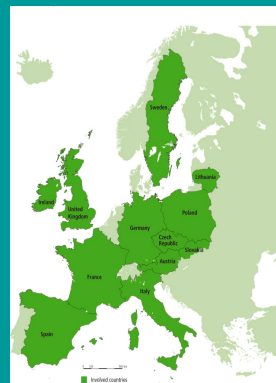 Sweden
Lithuania
Ireland
United
Kingdom
Poland
Germany
Czech
Republic
Slovakia
Austria
France
Italy
Spain
Involved countries